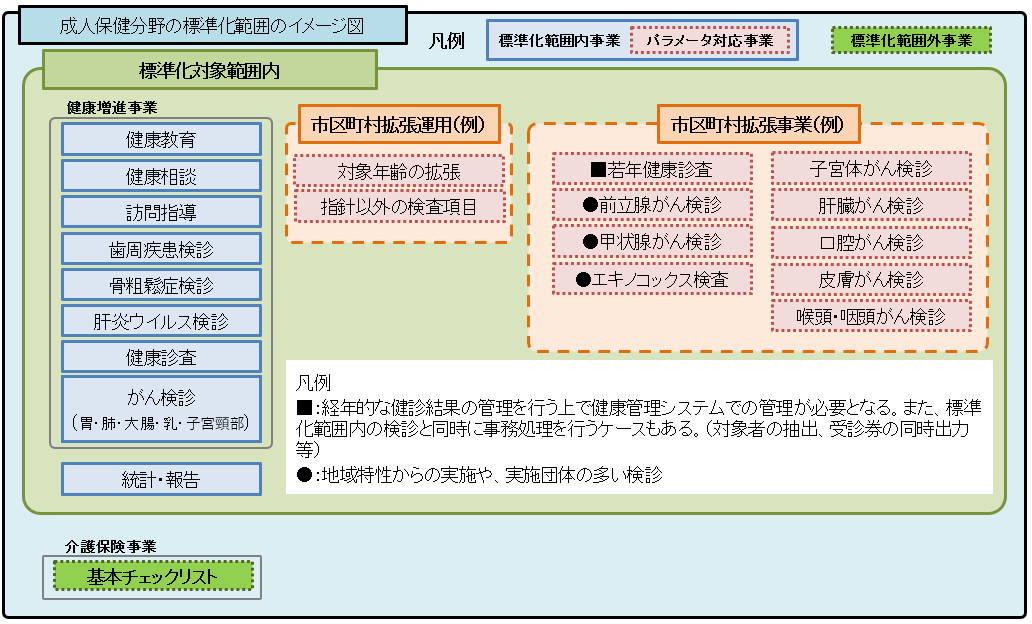 成人保健分野の標準化範囲のイメージ図
凡例
標準化範囲内事業
パラメータ対応事業
標準化範囲外事業
標準化対象範囲内
健康増進事業
健康教育
健康相談
訪問指導
歯周疾患検診
骨粗鬆症検診
肝炎ウイルス検診
健康診査
がん検診
（胃・肺・大腸・乳・子宮頸部）
統計・報告
市区町村拡張運用（例）
対象年齢の拡張
指針以外の検査項目
市区町村拡張事業（例）
■若年健康診査
●前立腺がん検診
●甲状腺がん検診
●エキノコックス検査
子宮体がん検診
肝臓がん検診
口腔がん検診
皮膚がん検診
喉頭・咽頭がん検診
凡例
■：経年的な健診結果の管理を行う上で健康管理システムでの管理が必要となる。また、標準
化範囲内の検診と同時に事務処理を行うケースもある。（対象者の抽出、受診券の同時出力
等）
●：地域特性からの実施や、実施団体の多い検診
介護保険事業
基本チェックリスト